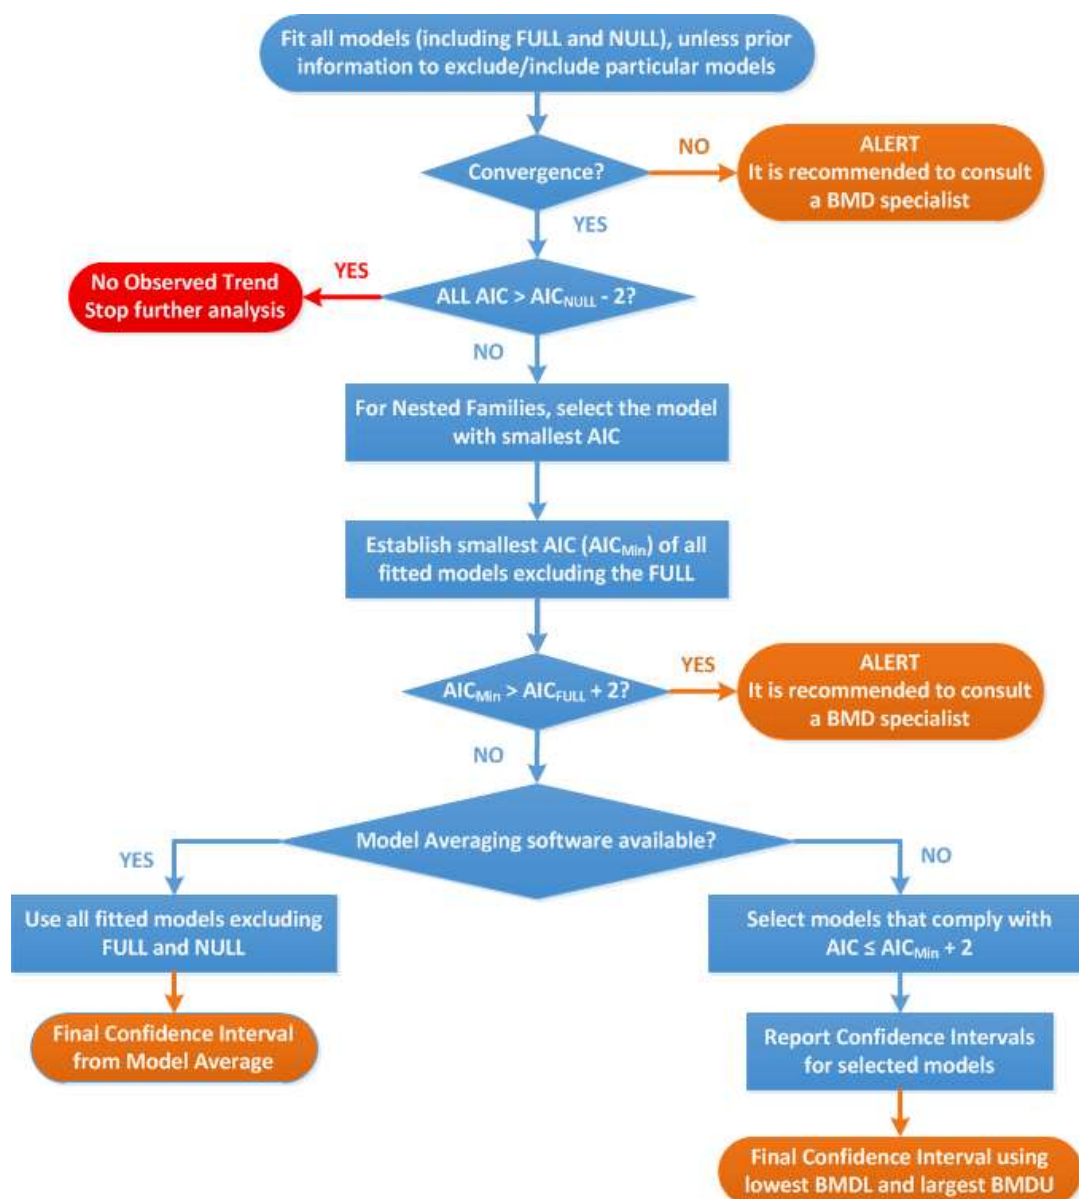 Fit all models (including FULL and NULL), unless prior
information to exclude/include particular models
Convergence?
NO
ALERT
It is recommended to consult
a BMD specialist
YES
ALL AIC > AIC_NULL - 2?
YES
No Observed Trend
Stop further analysis
NO
For Nested Families, select the model
with smallest AIC
Establish smallest AIC (AIC_Min) of all
fitted models excluding the FULL
AIC_Min > AIC_FULL + 2?
YES
ALERT
It is recommended to consult
a BMD specialist
NO
Model Averaging software available?
YES
Use all fitted models excluding
FULL and NULL
Final Confidence Interval
from Model Average
NO
Select models that comply with
AIC ≤ AIC_Min + 2
Report Confidence Intervals
for selected models
Final Confidence Interval using
lowest BMDL and largest BMDU